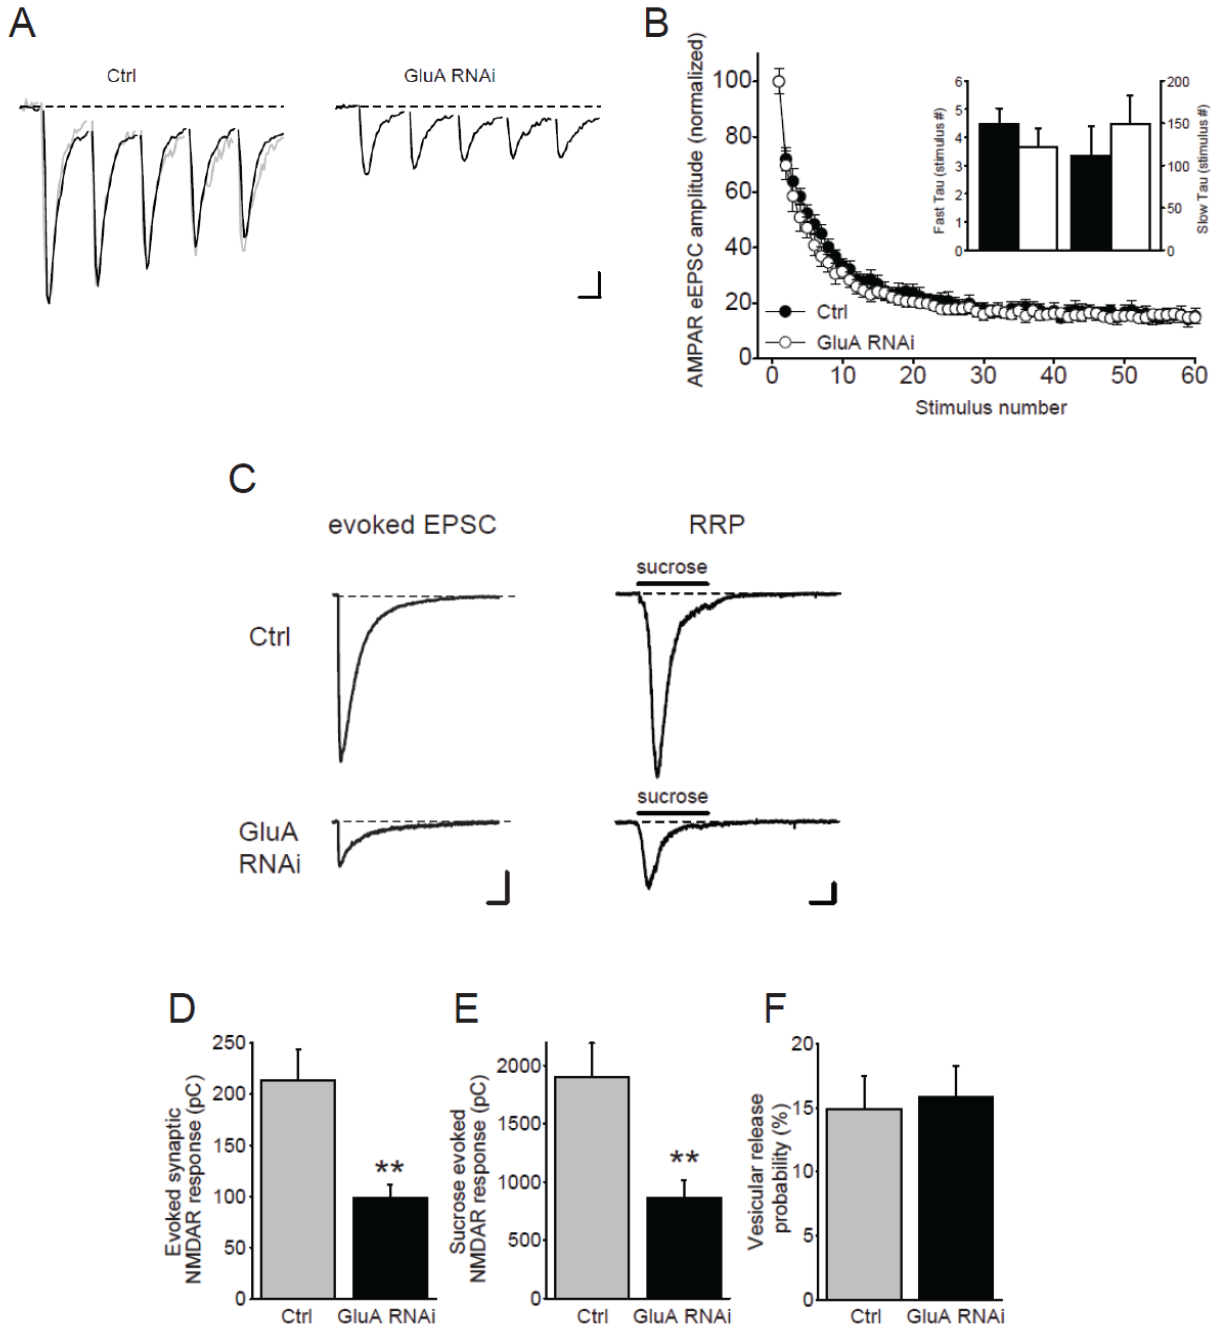 A
Ctrl
GluA RNAi
B
AMPAR eEPSC amplitude (normalized)
100
80
60
40
20
0
0 10 20 30 40 50 60
Stimulus number
Ctrl
GluA RNAi
Fast Tau (stimulus #)
6
5
4
3
2
1
0
200
150
100
50
0
Slow Tau (stimulus #)
C
evoked EPSC
RRP
sucrose
Ctrl
sucrose
GluA
RNAi
D
Evoked synaptic
NMDAR response (pC)
250
200
150
100
50
0
**
Ctrl GluA RNAi
E
Sucrose evoked
NMDAR response (pC)
2000
1500
1000
500
0
**
Ctrl GluA RNAi
F
Vesicular release
probability (%)
20
15
10
5
0
Ctrl GluA RNAi